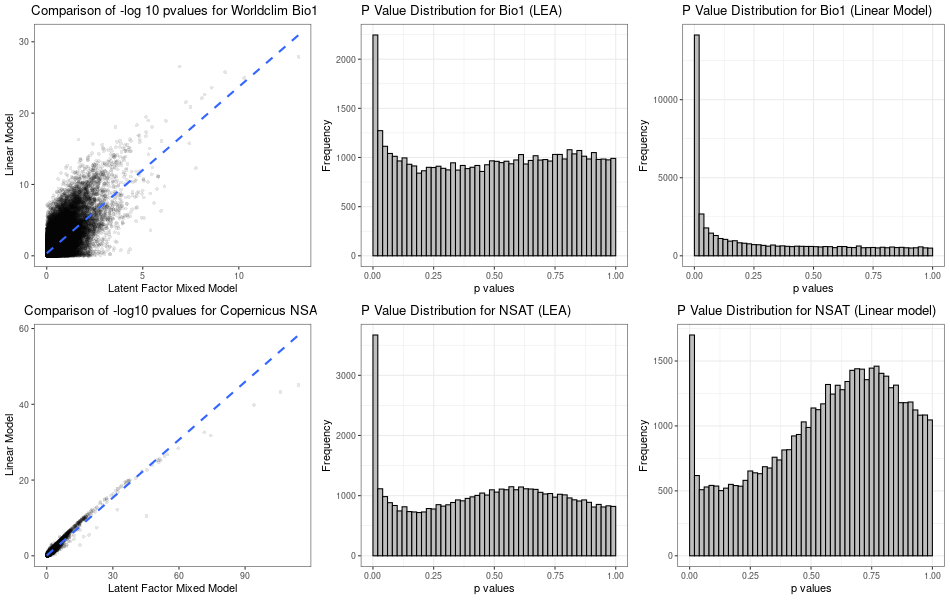 Comparison of -log 10 pvalues for Worldclim Bio1
30
20
10
0
Linear Model
0
5
10
Latent Factor Mixed Model
P Value Distribution for Bio1 (LEA)
2000
1500
1000
500
0
Frequency
0.00
0.25
0.50
0.75
1.00
p values
P Value Distribution for Bio1 (Linear Model)
10000
5000
0
Frequency
0.00
0.25
0.50
0.75
1.00
p values
Comparison of -log10 pvalues for Copernicus NSA
60
40
20
0
Linear Model
0
30
60
90
Latent Factor Mixed Model
P Value Distribution for NSAT (LEA)
3000
2000
1000
0
Frequency
0.00
0.25
0.50
0.75
1.00
p values
P Value Distribution for NSAT (Linear model)
1500
1000
500
0
Frequency
0.00
0.25
0.50
0.75
1.00
p values